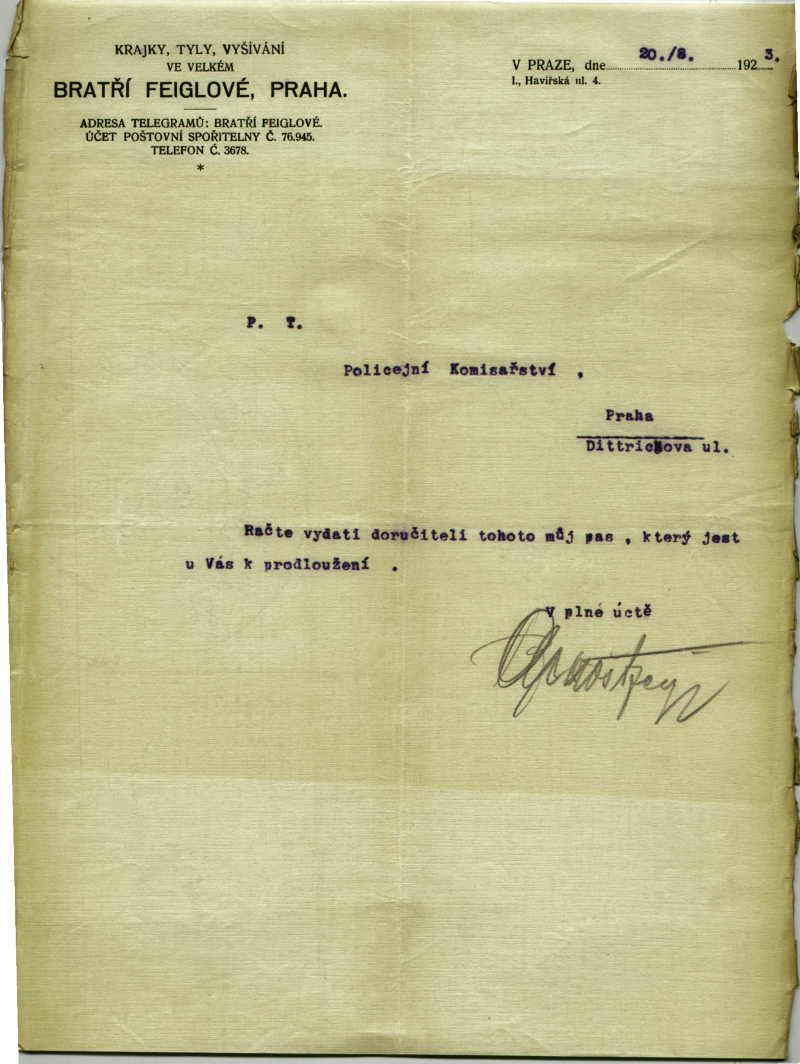 KRAJKY, TYLY, VYŠÍVÁNÍ
VE VELKÉM
BRATŘÍ FEIGLOVÉ, PRAHA.
ADRESA TELEGRAMŮ: BRATŘÍ FEIGLOVÉ.
ÚČET POŠTOVNÍ SPOŘITELNY Č. 76.945.
TELEFON Č. 3678.
*
V PRAZE, dne 20./8. 1923.
I., Havířská ul. 4.
P. T.
Policejní Komisařství ,
Praha
Dittrichova ul.
Račte vydati doručiteli tohoto můj pas , který jest
u Vás k prodloužení .
V plné úctě